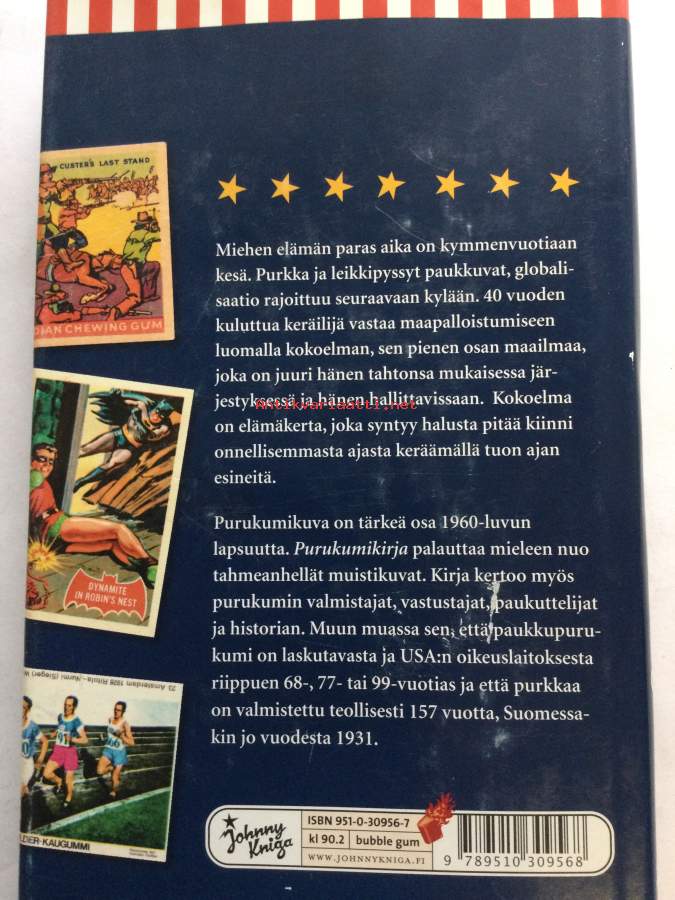 CUSTER'S LAST STAND
DIAN CHEWING GUM
Miehen elämän paras aika on kymmenvuotiaan
kesä. Purkka ja leikkipyssyt paukkuvat, globali-
saatio rajoittuu seuraavaan kylään. 40 vuoden
kuluttua keräilijä vastaa maapalloistumiseen
luomalla kokoelman, sen pienen osan maailmaa,
joka on juuri hänen tahtonsa mukaisessa jär-
jestyksessä ja hänen hallittavissaan. Kokoelma
antikvariaatti.net
on elämäkerta, joka syntyy halusta pitää kiinni
onnellisemmasta ajasta keräämällä tuon ajan
esineitä.
Purukumikuva on tärkeä osa 1960-luvun
lapsuutta. Purukumikirja palauttaa mieleen nuo
tahmeanhellät muistikuvat. Kirja kertoo myös
purukumin valmistajat, vastustajat, paukuttelijat
ja historian. Muun muassa sen, että paukkupuru-
kumi on laskutavasta ja USA:n oikeuslaitoksesta
riippuen 68-, 77- tai 99-vuotias ja että purkkaa
on valmistettu teollisesti 157 vuotta, Suomessa-
kin jo vuodesta 1931.
DYNAMITE
IN ROBIN'S NEST
23 Amsterdam 1928 Ritola–Nurmi (Sieger)
LDER-KAUGUMMI
Johnny
Kniga
ISBN 951-0-30956-7
kl 90.2 bubble gum
WWW.JOHNNYKNIGA.FI
9 789510 309568